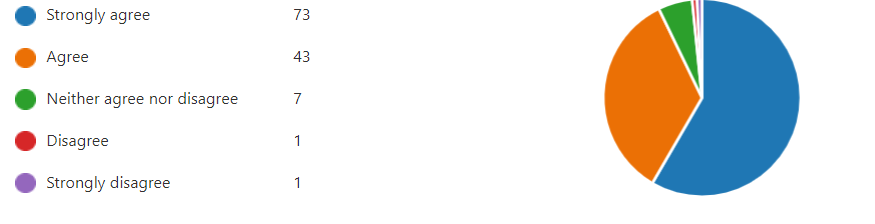 Strongly agree 73
Agree 43
Neither agree nor disagree 7
Disagree 1
Strongly disagree 1